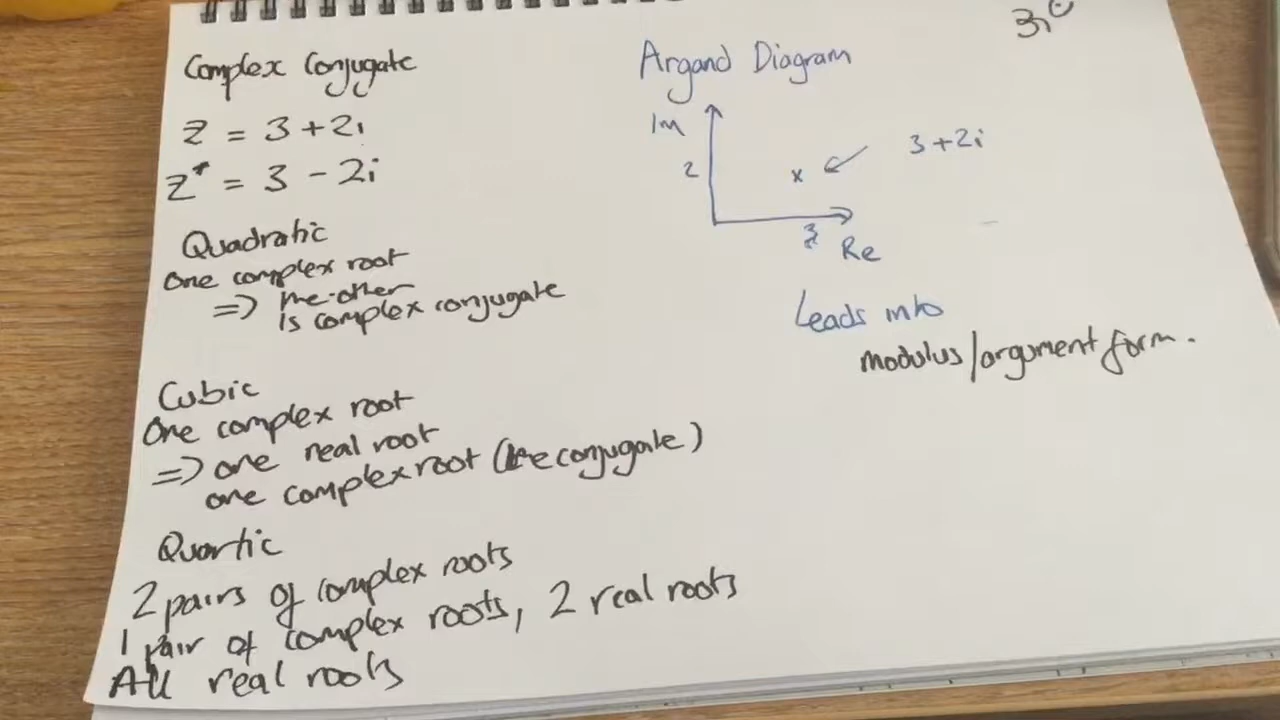 Complex Conjugate
z = 3 + 2i
z* = 3 - 2i
Quadratic
One complex root
=> the other
is complex conjugate
Cubic
One complex root
=> one real root
one complex root (the conjugate)
Quartic
2 pairs of complex roots
1 pair of complex roots, 2 real roots
All real roots
Argand Diagram
Im
2
x
3+2i
3
Re
Leads into
modulus/argument form.